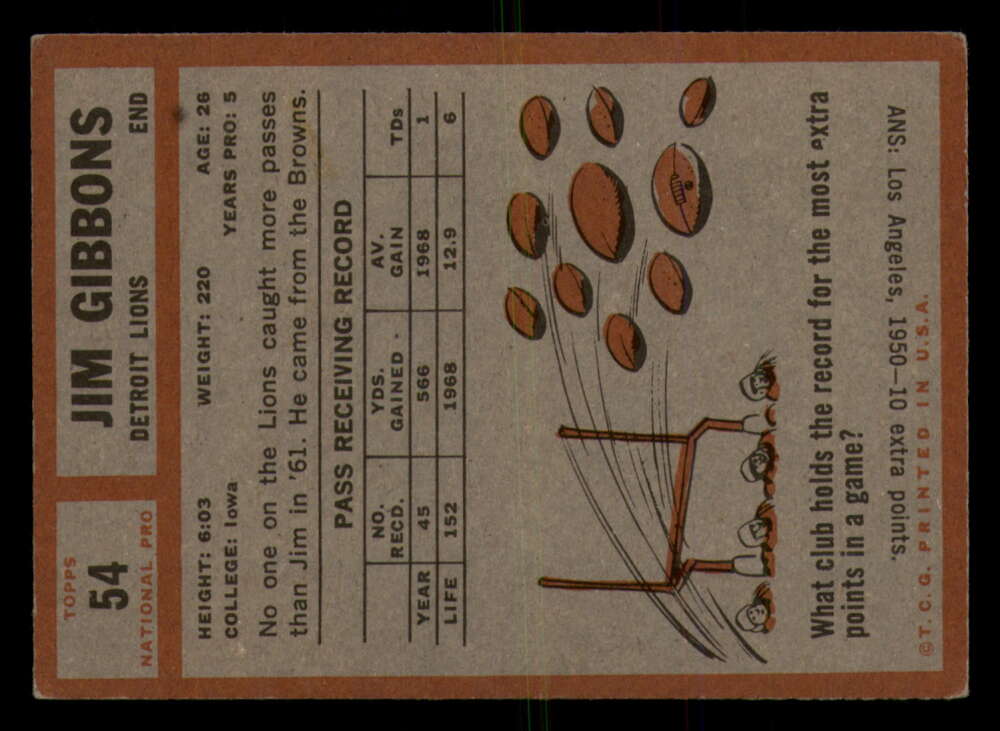 TOPPS
54
NATIONAL PRO
JIM GIBBONS
DETROIT LIONS END
HEIGHT: 6:03 WEIGHT: 220 AGE: 26
COLLEGE: Iowa YEARS PRO: 5
No one on the Lions caught more passes
than Jim in '61. He came from the Browns.
PASS RECEIVING RECORD
NO. YDS. AV.
RECD. GAINED GAIN TDs
YEAR 45 566 1968 1
LIFE 152 1968 12.9 6
What club holds the record for the most extra
points in a game?
ANS: Los Angeles, 1950—10 extra points.
©T. C. G. PRINTED IN U.S.A.